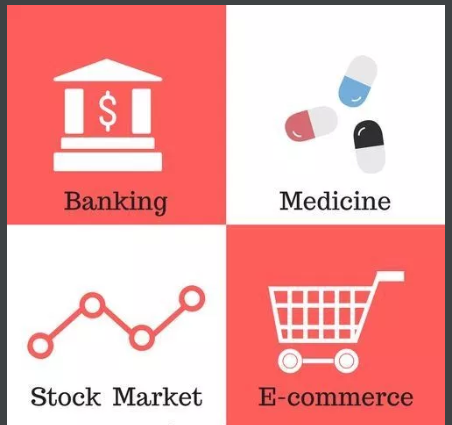 $
Banking
Medicine
Stock Market
E-commerce